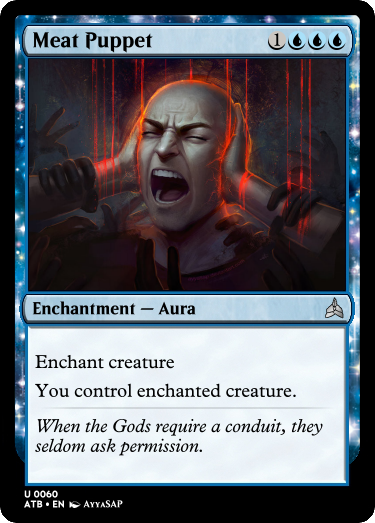 Meat Puppet 1
Enchantment — Aura
Enchant creature
You control enchanted creature.
When the Gods require a conduit, they
seldom ask permission.
U 0060
ATB • EN AyyaSAP